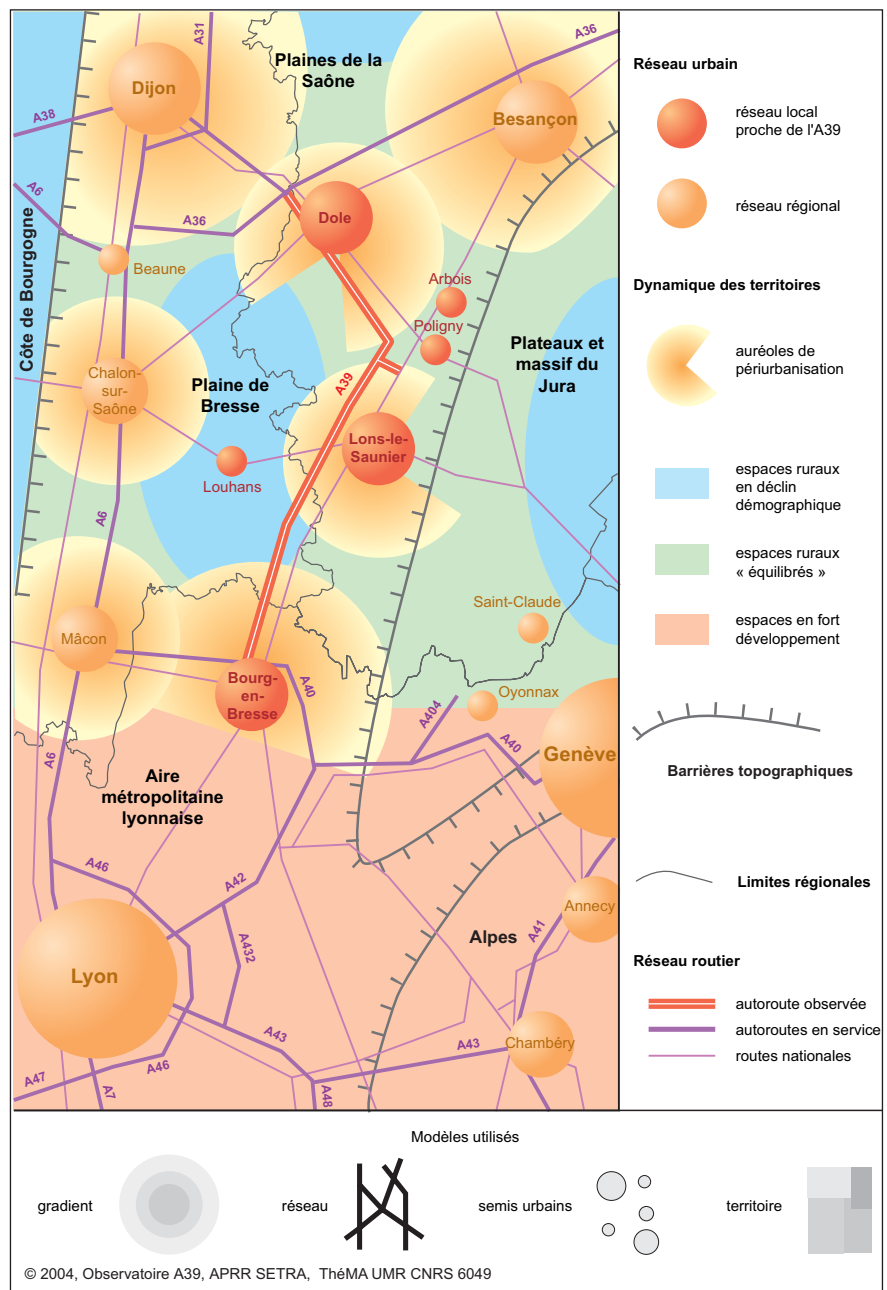 A31
Plaines de la
Saône
A36
Dijon
Besançon
A38
A6
A36
Dole
Côte de Bourgogne
Beaune
Arbois
Poligny
Plateaux et
massif du
Jura
Chalon-
sur-
Saône
Plaine de
Bresse
A39
Lons-le-
Saunier
Louhans
A6
Saint-Claude
Mâcon
Bourg-
en-
Bresse
A40
Oyonnax
A404
A40
Genève
A6
Aire
métropolitaine
lyonnaise
A46
A42
Annecy
A41
Alpes
A432
Lyon
A43
A43
Chambéry
A46
A47
A7
A48
Réseau urbain
réseau local
proche de l'A39
réseau régional
Dynamique des territoires
auréoles de
périurbanisation
espaces ruraux
en déclin
démographique
espaces ruraux
« équilibrés »
espaces en fort
développement
Barrières topographiques
Limites régionales
Réseau routier
autoroute observée
autoroutes en service
routes nationales
Modèles utilisés
gradient
réseau
semis urbains
territoire
© 2004, Observatoire A39, APRR SETRA, ThéMA UMR CNRS 6049